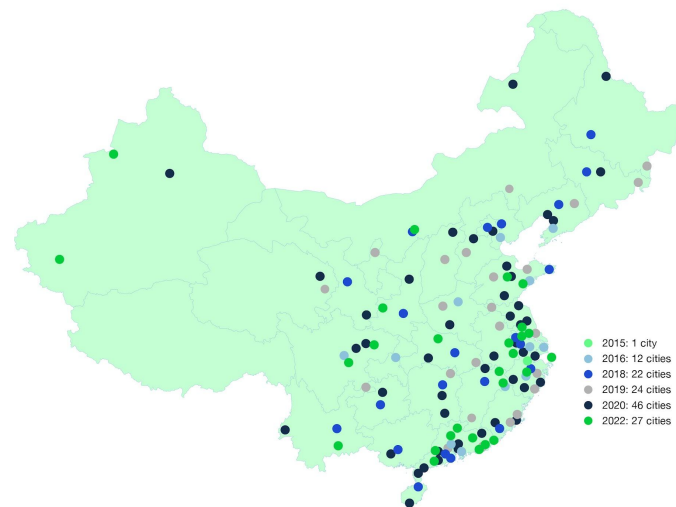 2015: 1 city
2016: 12 cities
2018: 22 cities
2019: 24 cities
2020: 46 cities
2022: 27 cities